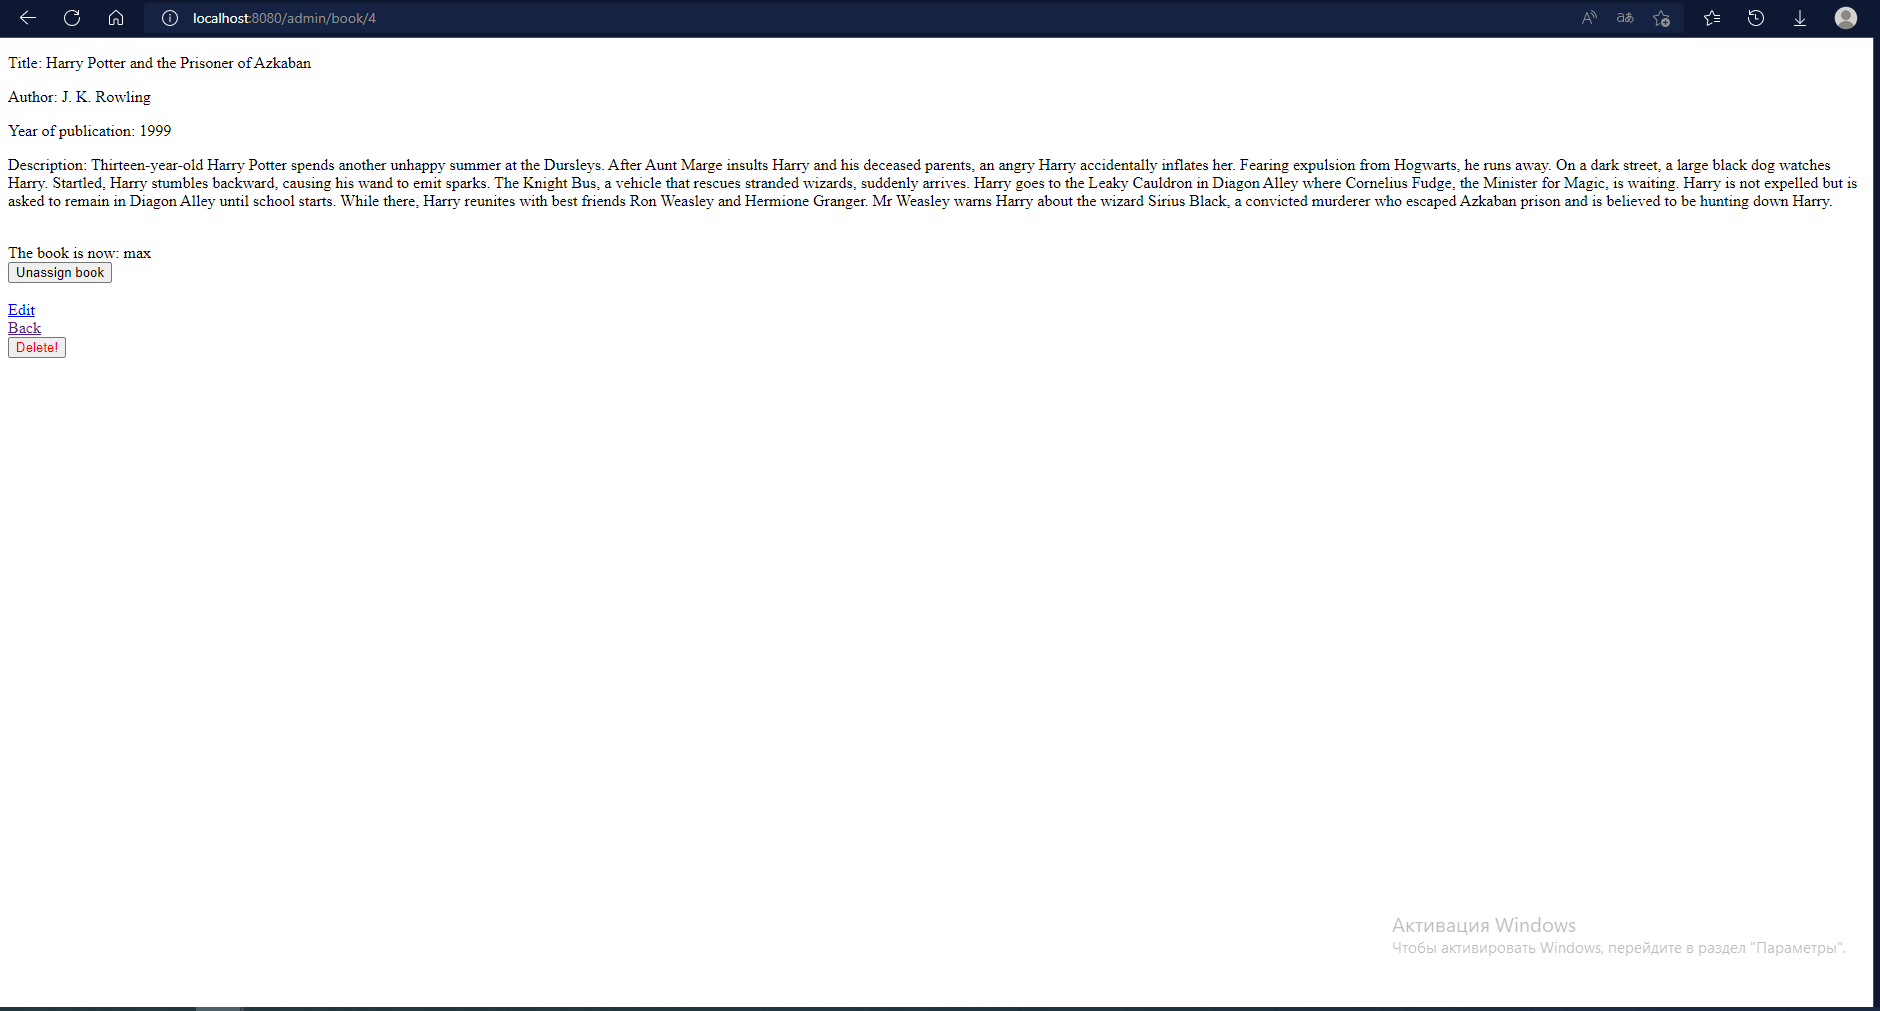 localhost:8080/admin/book/4
Title: Harry Potter and the Prisoner of Azkaban
Author: J. K. Rowling
Year of publication: 1999
Description: Thirteen-year-old Harry Potter spends another unhappy summer at the Dursleys. After Aunt Marge insults Harry and his deceased parents, an angry Harry accidentally inflates her. Fearing expulsion from Hogwarts, he runs away. On a dark street, a large black dog watches
Harry. Startled, Harry stumbles backward, causing his wand to emit sparks. The Knight Bus, a vehicle that rescues stranded wizards, suddenly arrives. Harry goes to the Leaky Cauldron in Diagon Alley where Cornelius Fudge, the Minister for Magic, is waiting. Harry is not expelled but is
asked to remain in Diagon Alley until school starts. While there, Harry reunites with best friends Ron Weasley and Hermione Granger. Mr Weasley warns Harry about the wizard Sirius Black, a convicted murderer who escaped Azkaban prison and is believed to be hunting down Harry.
The book is now: max
Unassign book
Edit
Back
Delete!
Активация Windows
Чтобы активировать Windows, перейдите в раздел "Параметры".